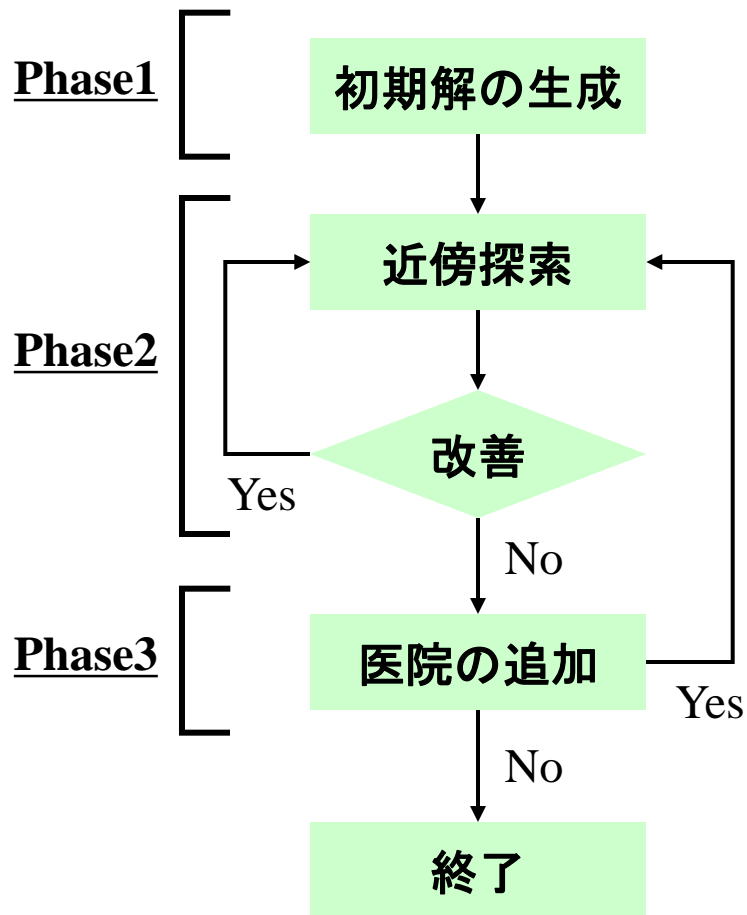 Phase1
初期解の生成
近傍探索
Phase2
改善
Yes
No
Phase3
医院の追加
Yes
No
終了